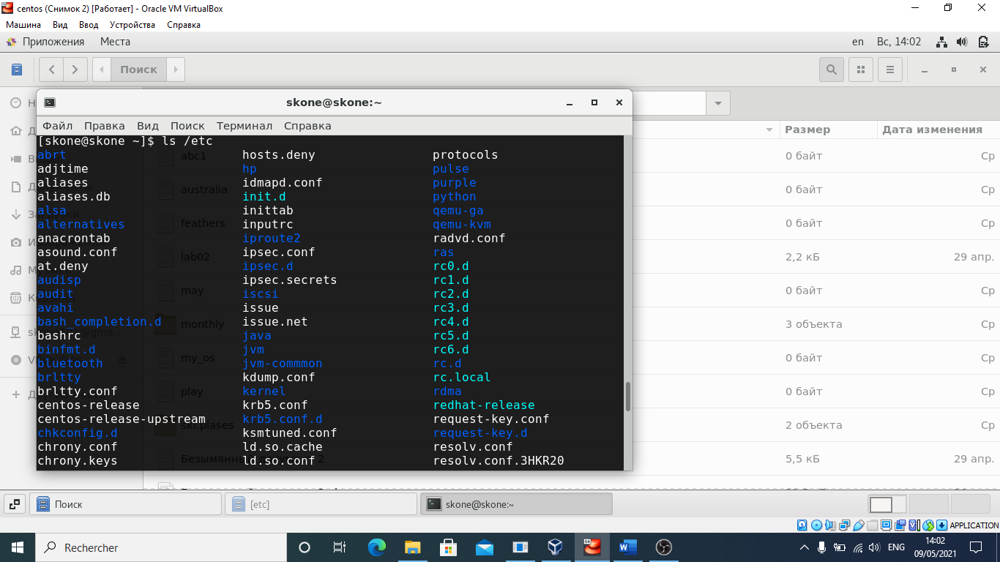 centos (Снимок 2) [Работает] - Oracle VM VirtualBox
Машина Вид Ввод Устройства Справка
Приложения Места en Вс, 14:02
Поиск
skone@skone:~
Файл Правка Вид Поиск Терминал Справка
Размер Дата изменения
[skone@skone ~]$ ls /etc
abrt hosts.deny protocols
adjtime hp pulse
aliases idmapd.conf purple
aliases.db init.d python
alsa inittab qemu-ga
alternatives inputrc qemu-kvm
anacrontab iproute2 radvd.conf
asound.conf ipsec.conf ras
at.deny ipsec.d rc0.d
audisp ipsec.secrets rc1.d
audit iscsi rc2.d
avahi issue rc3.d
bash_completion.d issue.net rc4.d
bashrc java rc5.d
binfmt.d jvm rc6.d
bluetooth jvm-commmon rc.d
brltty kdump.conf rc.local
brltty.conf kernel rdma
centos-release krb5.conf redhat-release
centos-release-upstream krb5.conf.d request-key.conf
chkconfig.d ksmtuned.conf request-key.d
chrony.conf ld.so.cache resolv.conf
chrony.keys ld.so.conf resolv.conf.3HKR20
abc1 0 байт Ср
australia 0 байт Ср
feathers 0 байт Ср
lab02 2,2 кБ 29 апр.
may 0 байт Ср
monthly 3 объекта Ср
my_os 0 байт Ср
play 0 байт Ср
ski.plases 2 объекта Ср
5,5 кБ 29 апр.
Поиск [etc] skone@skone:~
APPLICATION
Rechercher ENG 14:02
09/05/2021